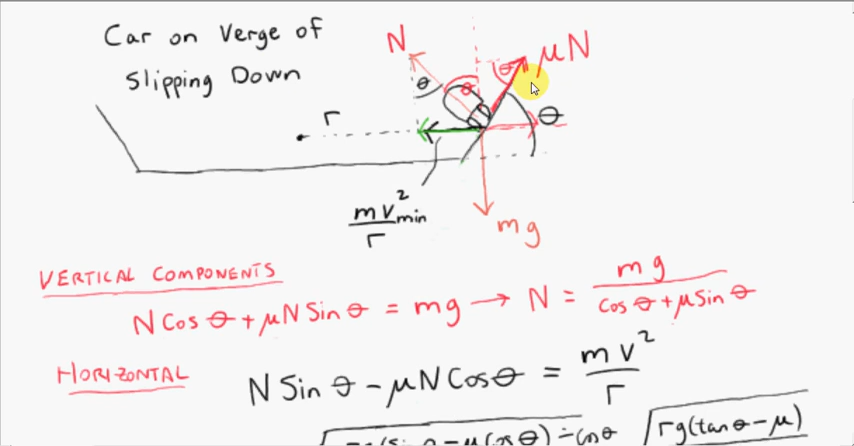 Car on Verge of
Slipping Down
N
μN
θ
θ
θ
θ
r
mv²min
r
mg
VERTICAL COMPONENTS
N Cos θ + μN Sin θ = mg → N = mg / (cos θ + μ sin θ)
HORIZONTAL
N Sin θ - μN Cos θ = mv² / r
rg(tan θ - μ)